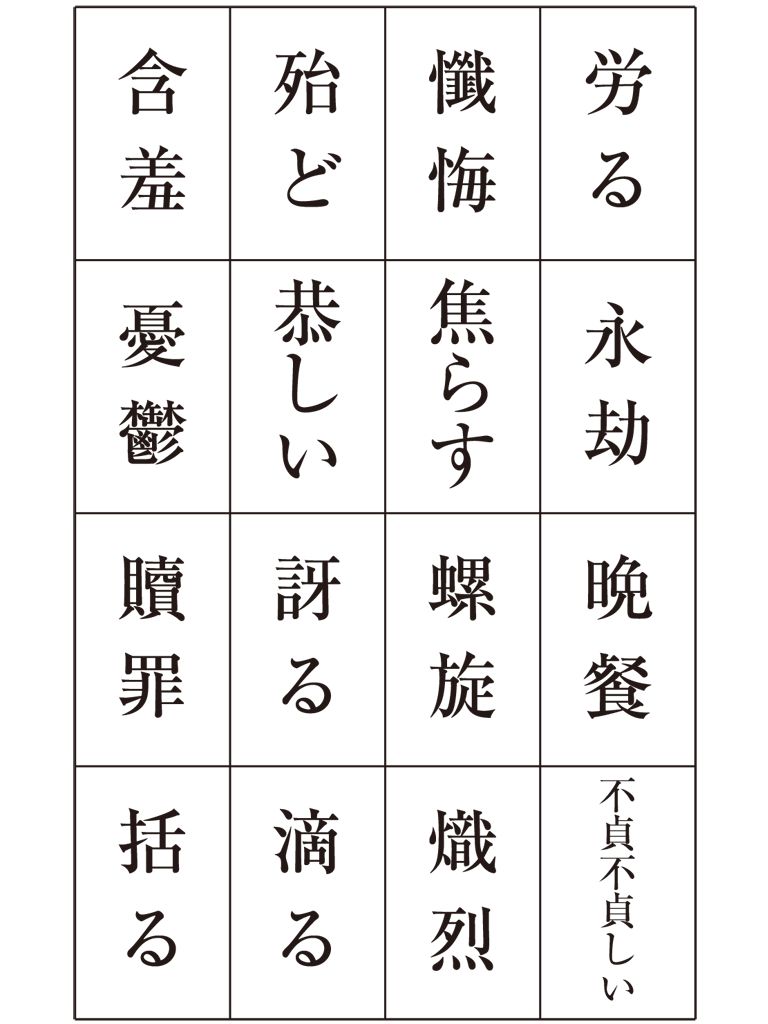 労る
懺悔
殆ど
含羞
永劫
焦らす
恭しい
憂鬱
晩餐
螺旋
訝る
贖罪
不貞不貞しい
熾烈
滴る
括る